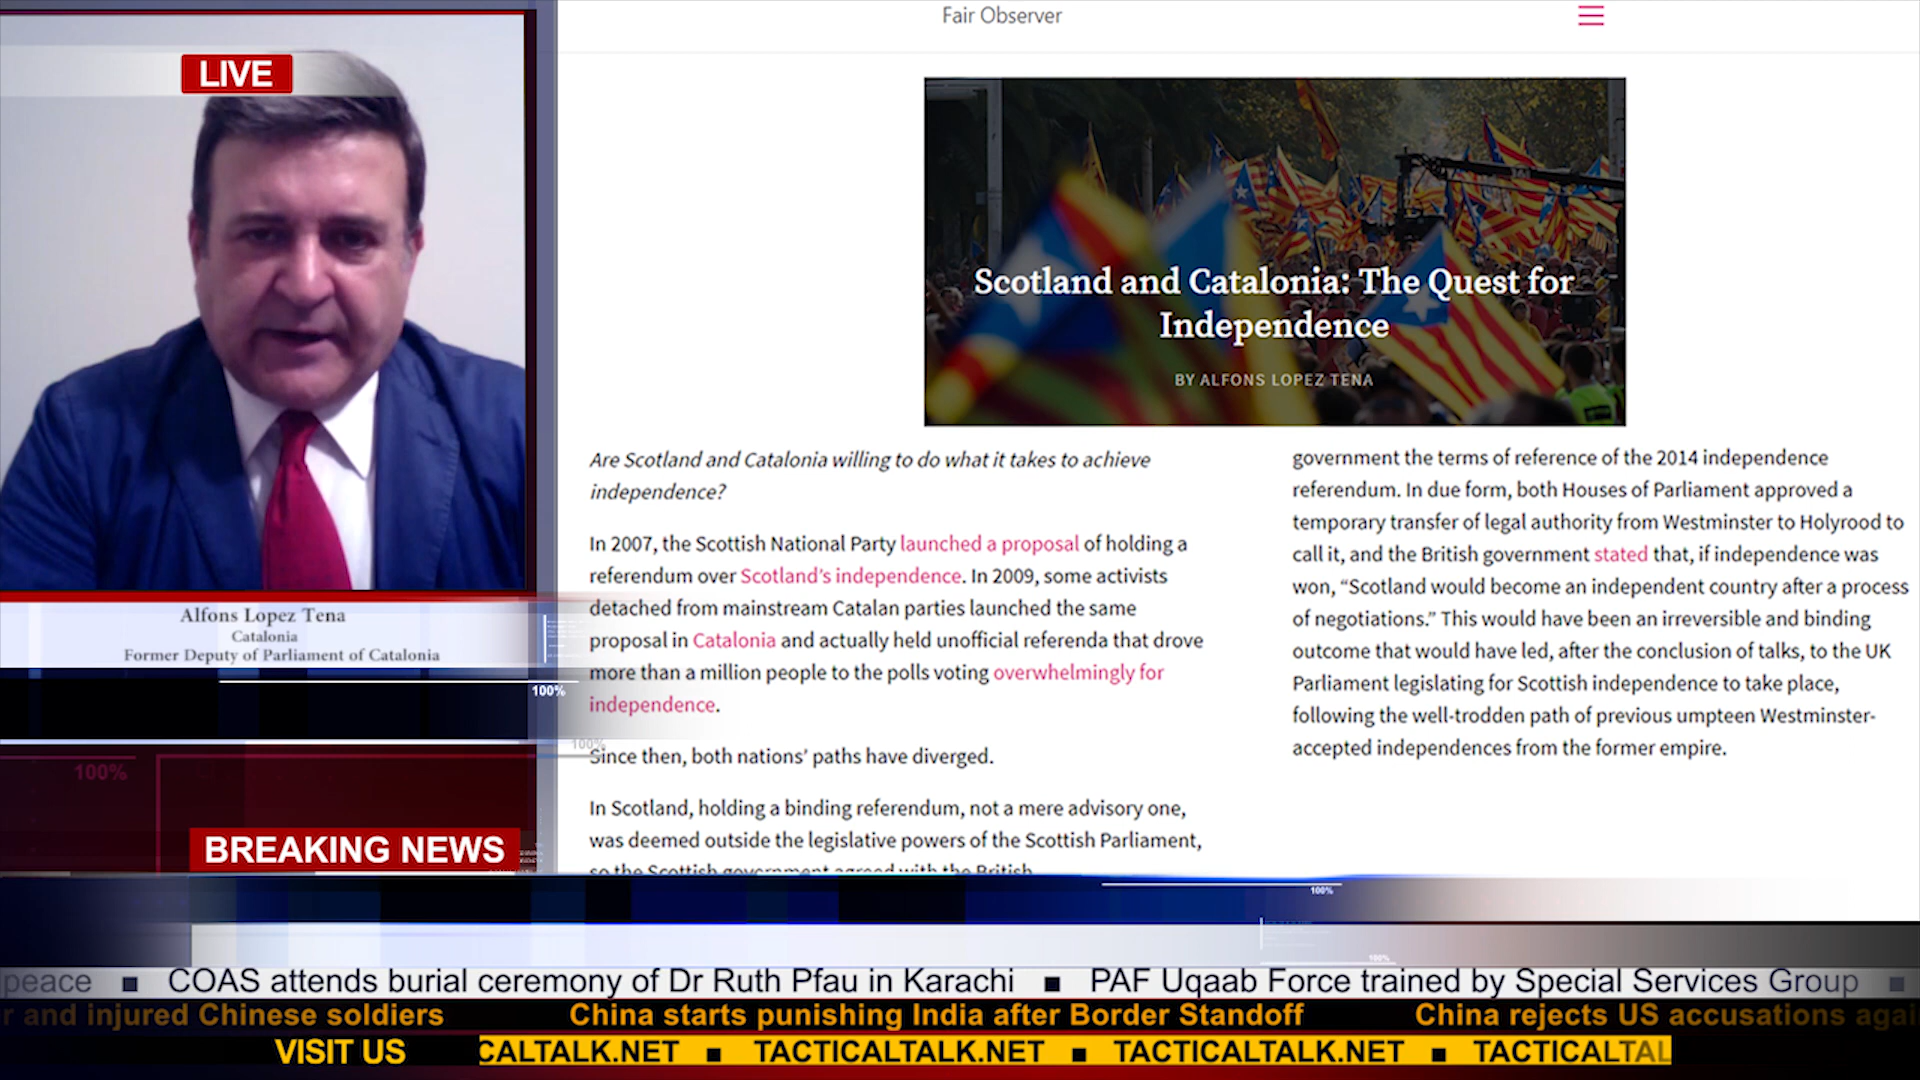 LIVE
Alfons Lopez Tena
Catalonia
Former Deputy of Parliament of Catalonia
100%
100%
100%
BREAKING NEWS
Fair Observer
Scotland and Catalonia: The Quest for
Independence
BY ALFONS LOPEZ TENA
Are Scotland and Catalonia willing to do what it takes to achieve
independence?
In 2007, the Scottish National Party launched a proposal of holding a
referendum over Scotland's independence. In 2009, some activists
detached from mainstream Catalan parties launched the same
proposal in Catalonia and actually held unofficial referenda that drove
more than a million people to the polls voting overwhelmingly for
independence.
Since then, both nations' paths have diverged.
In Scotland, holding a binding referendum, not a mere advisory one,
was deemed outside the legislative powers of the Scottish Parliament,
so the Scottish government agreed with the British
government the terms of reference of the 2014 independence
referendum. In due form, both Houses of Parliament approved a
temporary transfer of legal authority from Westminster to Holyrood to
call it, and the British government stated that, if independence was
won, “Scotland would become an independent country after a process
of negotiations.” This would have been an irreversible and binding
outcome that would have led, after the conclusion of talks, to the UK
Parliament legislating for Scottish independence to take place,
following the well-trodden path of previous umpteen Westminster-
accepted independences from the former empire.
100%
100%
peace ■ COAS attends burial ceremony of Dr Ruth Pfau in Karachi ■ PAF Uqaab Force trained by Special Services Group ■
r and injured Chinese soldiers China starts punishing India after Border Standoff China rejects US accusations agai
VISIT US CALTALK.NET ■ TACTICALTALK.NET ■ TACTICALTALK.NET ■ TACTICALTAL